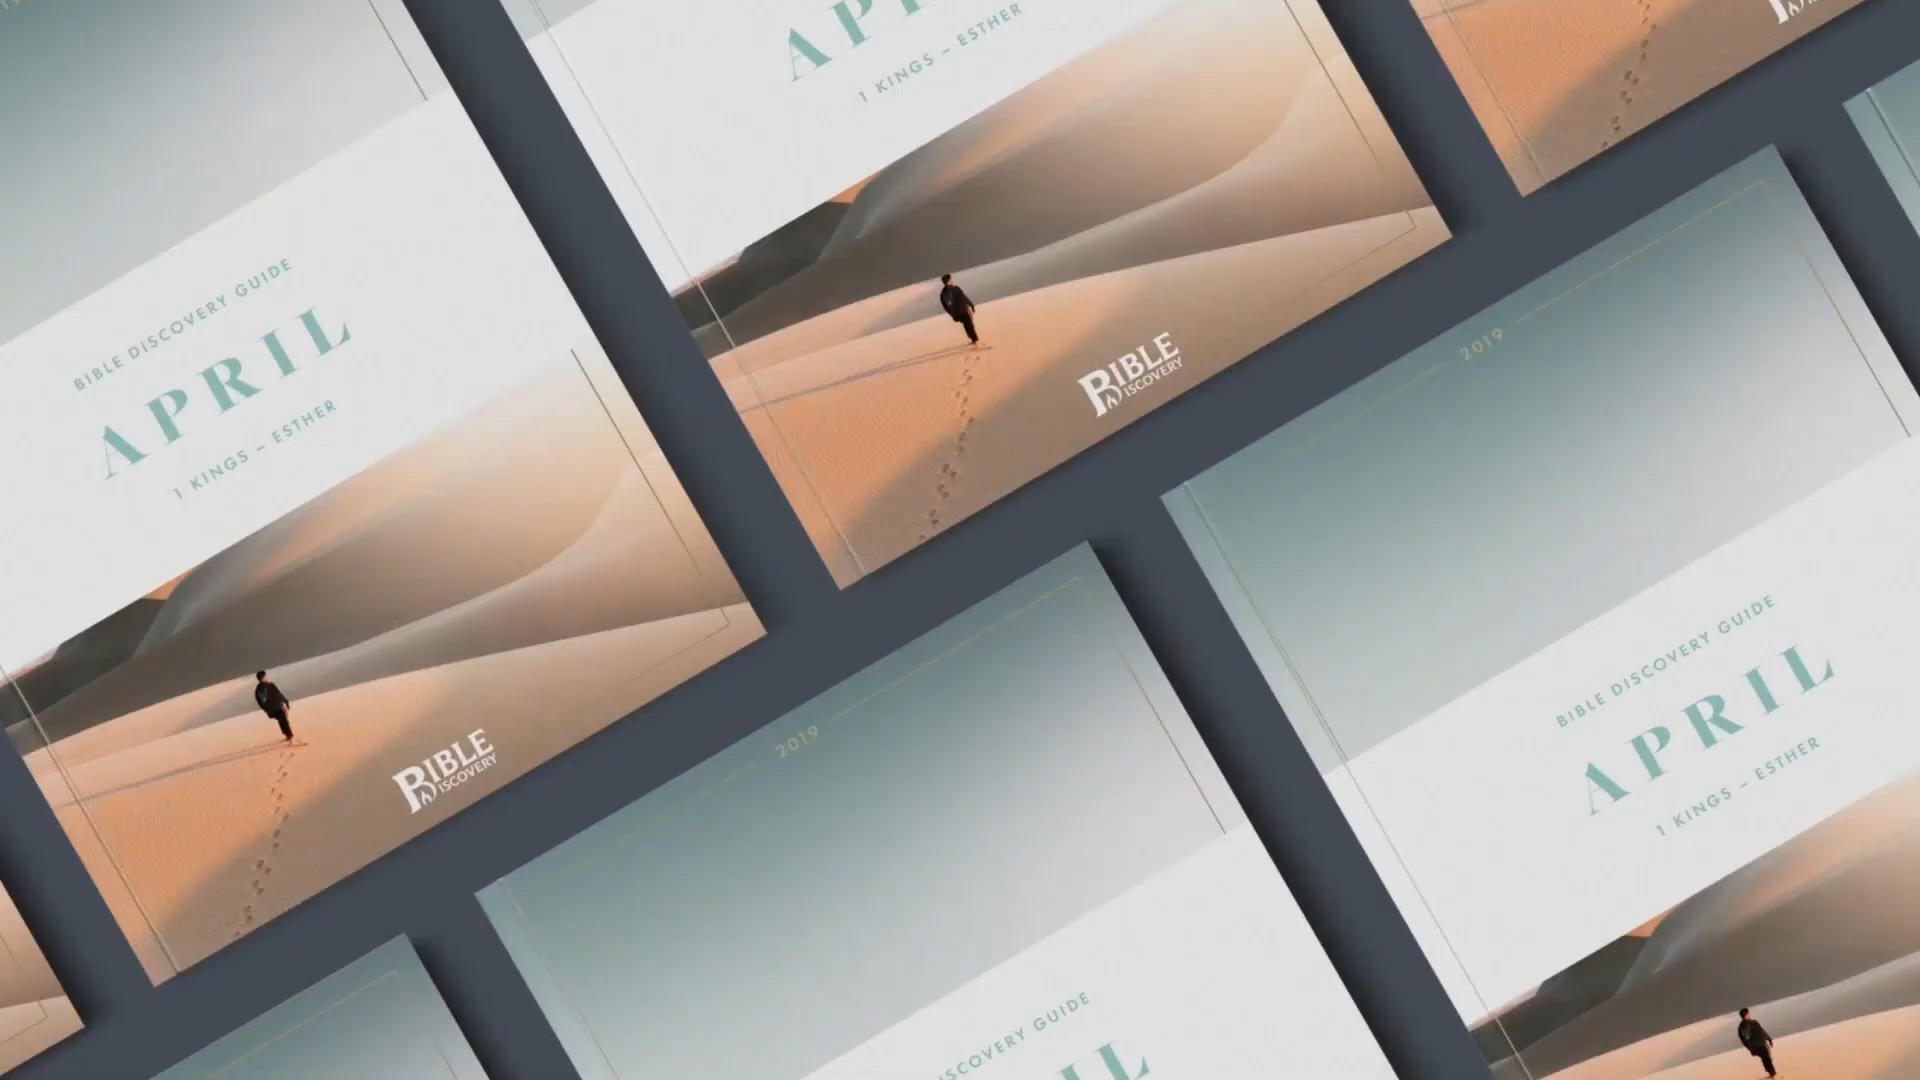 BIBLE DISCOVERY GUIDE
APRIL
1 KINGS – ESTHER
BIBLE
DISCOVERY
1 KINGS – ESTHER
BIBLE
DISCOVERY
2019
BIBLE DISCOVERY GUIDE
APRIL
1 KINGS – ESTHER
2019
GUIDE